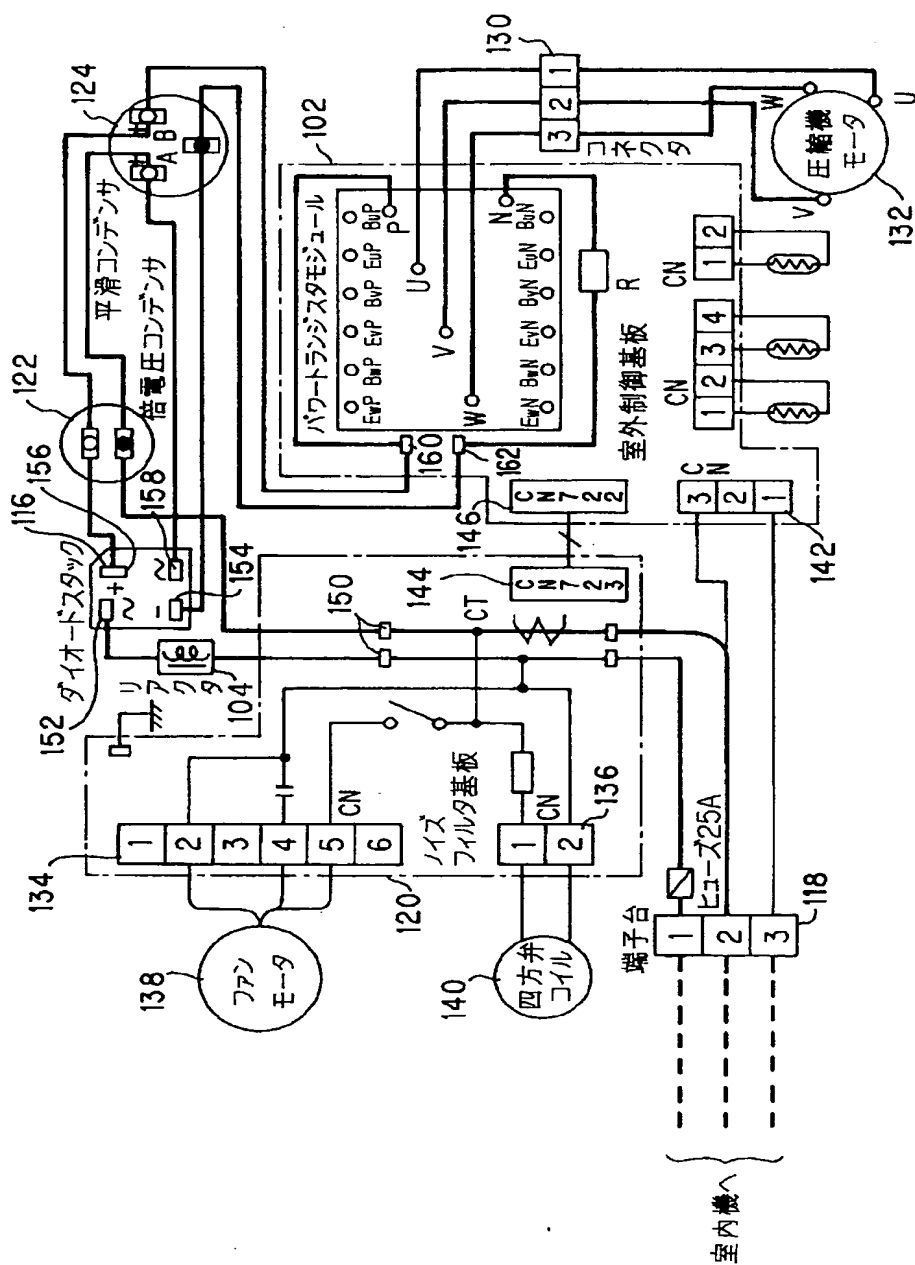 116
156
122
平滑コンデンサ
124
ダイオードスタック
152
+
~
~
-
158
154
倍電圧コンデンサ
A
B
リアクタ
104
102
パワートランジスタモジュール
EwP BwP EvP BvP EuP BuP
P
U
V
W
N
EwN BwN EvN BvN EuN BuN
R
160
162
130
1
2
3
コネクタ
W
U
V
圧縮機
モータ
132
134
1
2
3
4
5
6
CN
150
CT
144
CN723
146
CN722
室外制御基板
CN
1 2 3 4
CN
1 2
138
ファン
モータ
ノイズ
フィルタ基板
120
1
2
CN
136
140
四方弁
コイル
CN
3
2
1
142
端子台
1
2
3
118
ヒューズ25A
室内機へ